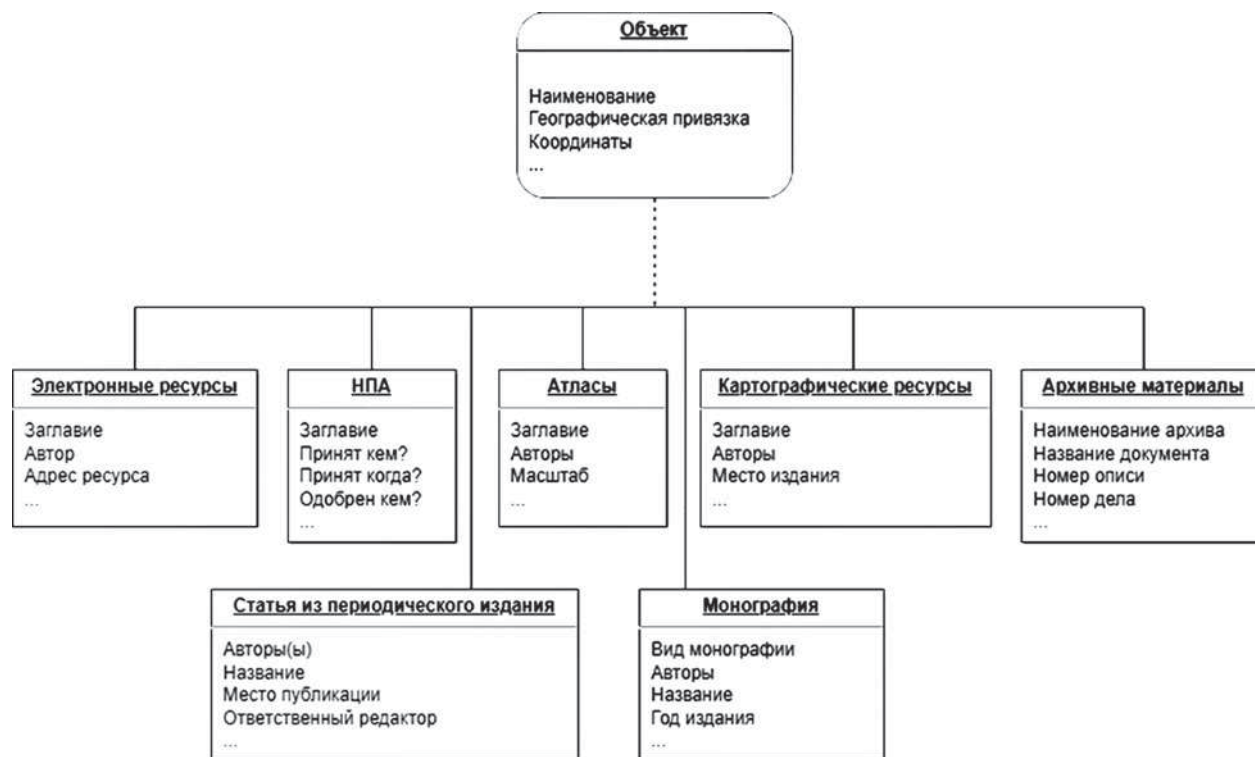 Объект
Наименование
Географическая привязка
Координаты
...
Электронные ресурсы
Заглавие
Автор
Адрес ресурса
...
НПА
Заглавие
Принят кем?
Принят когда?
Одобрен кем?
...
Атласы
Заглавие
Авторы
Масштаб
...
Картографические ресурсы
Заглавие
Авторы
Место издания
...
Архивные материалы
Наименование архива
Название документа
Номер описи
Номер дела
...
Статья из периодического издания
Авторы(ы)
Название
Место публикации
Ответственный редактор
...
Монография
Вид монографии
Авторы
Название
Год издания
...